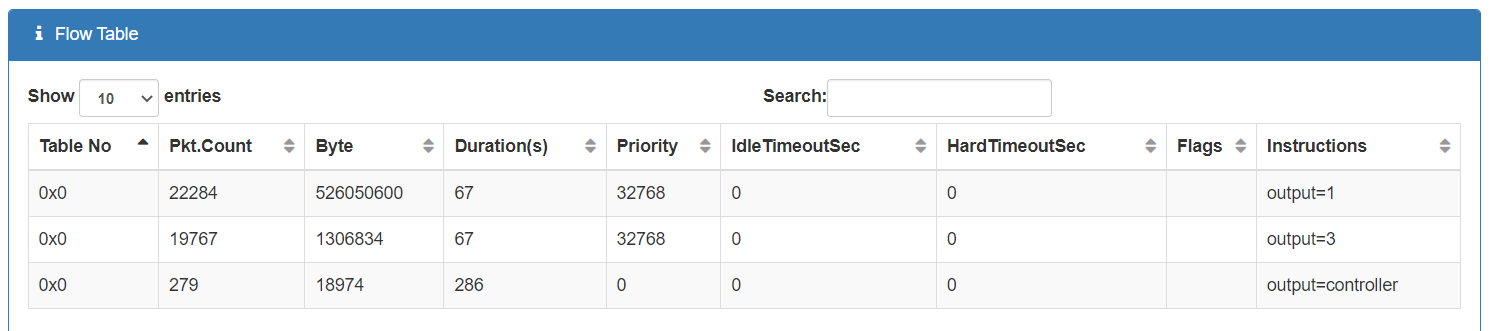 Flow Table
Show 10 entries Search:
Table No Pkt.Count Byte Duration(s) Priority IdleTimeoutSec HardTimeoutSec Flags Instructions
0x0 22284 526050600 67 32768 0 0 output=1
0x0 19767 1306834 67 32768 0 0 output=3
0x0 279 18974 286 0 0 0 output=controller